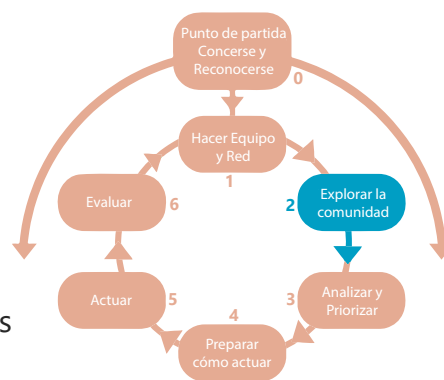 Punto de partida
Concerse y
Reconocerse
0
Hacer Equipo
y Red
1
Explorar la
comunidad
2
Analizar y
Priorizar
3
Preparar
cómo actuar
4
Actuar
5
Evaluar
6
s